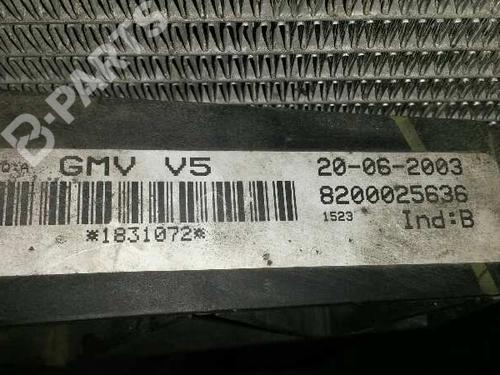 B-PARTS
GMV V5 20-06-2003
8200025636
*1831072* 1523 Ind:B